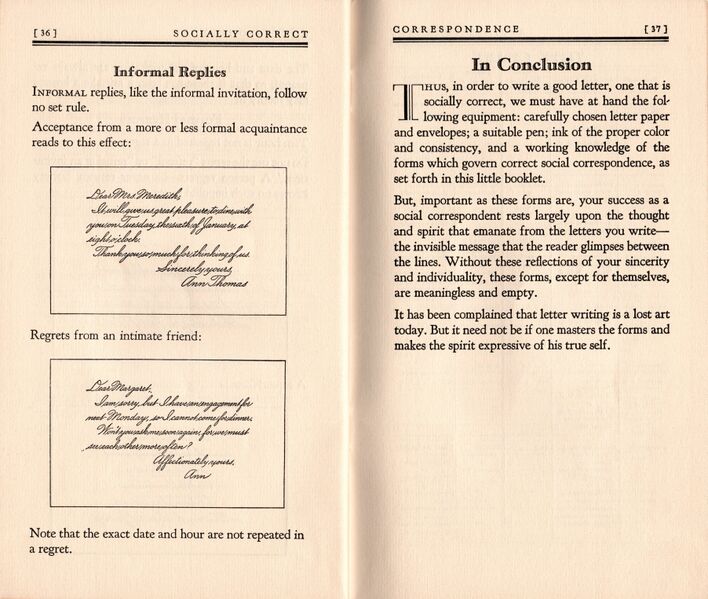 [ 36 ] SOCIALLY CORRECT
Informal Replies
INFORMAL replies, like the informal invitation, follow
no set rule.
Acceptance from a more or less formal acquaintance
reads to this effect:
Dear Mrs. Meredith,
It will give us great pleasure to dine with
you on Tuesday, the sixth of January, at
eight o'clock.
Thank you so much for thinking of us.
Sincerely yours,
Ann Thomas
Regrets from an intimate friend:
Dear Margaret,
I am sorry, but I have an engagement for
next Monday, so I cannot come for dinner.
Won't you ask me soon again, for we must
see each other more often?
Affectionately yours,
Ann
Note that the exact date and hour are not repeated in
a regret.
CORRESPONDENCE [ 37 ]
In Conclusion
THUS, in order to write a good letter, one that is
socially correct, we must have at hand the fol-
lowing equipment: carefully chosen letter paper
and envelopes; a suitable pen; ink of the proper color
and consistency, and a working knowledge of the
forms which govern correct social correspondence, as
set forth in this little booklet.
But, important as these forms are, your success as a
social correspondent rests largely upon the thought
and spirit that emanate from the letters you write—
the invisible message that the reader glimpses between
the lines. Without these reflections of your sincerity
and individuality, these forms, except for themselves,
are meaningless and empty.
It has been complained that letter writing is a lost art
today. But it need not be if one masters the forms and
makes the spirit expressive of his true self.